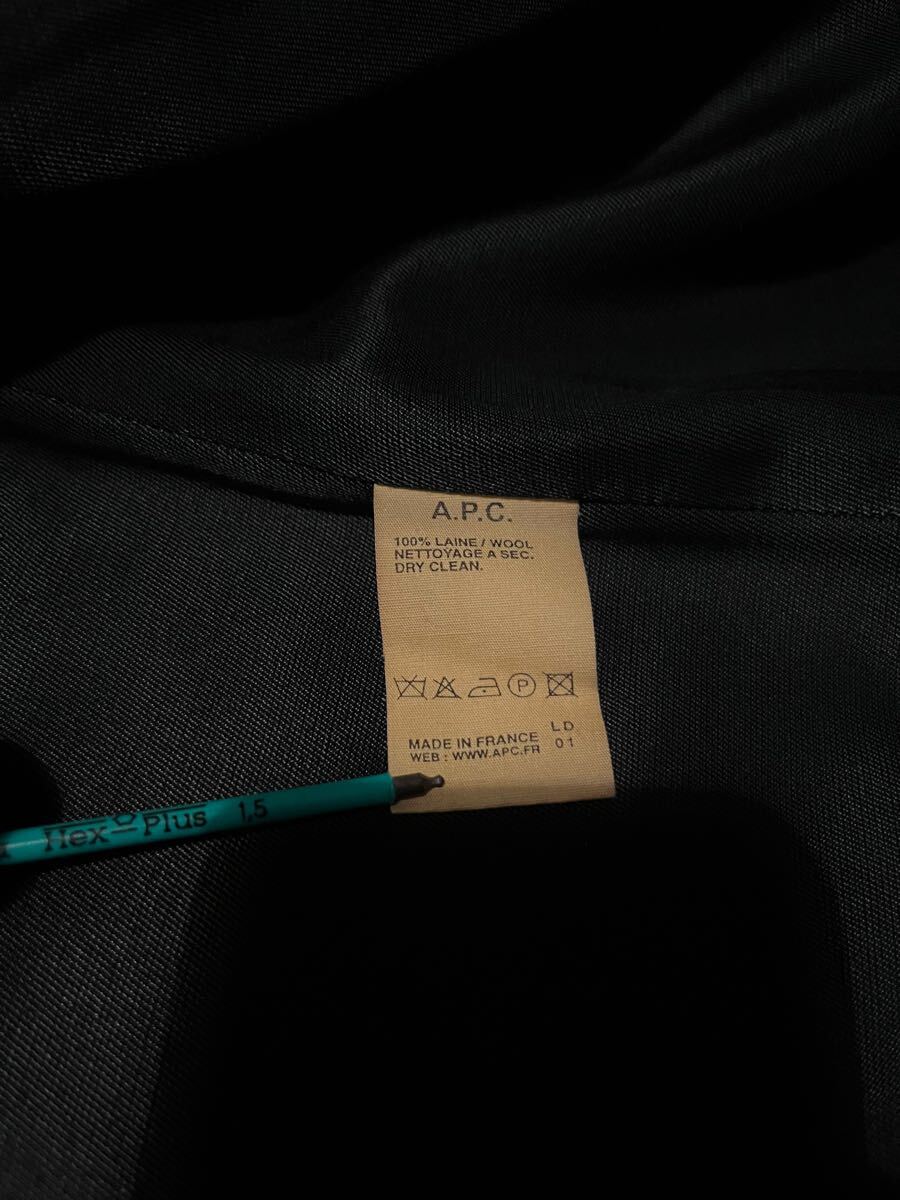 A.P.C.
100% LAINE / WOOL
NETTOYAGE A SEC.
DRY CLEAN.
P
LD
MADE IN FRANCE 01
WEB : WWW.APC.FR
Hex-Plus 1,5